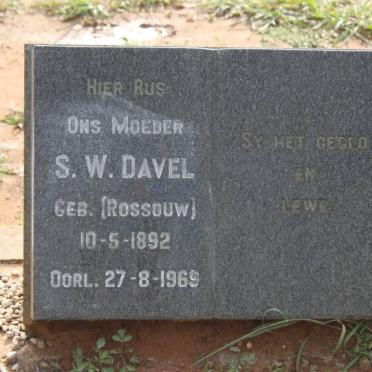 HIER RUS
ONS MOEDER
S. W. DAVEL
GEB. (ROSSOUW)
10-5-1892
OORL. 27-8-1969
SY HET GEGLO
EN
LEWE